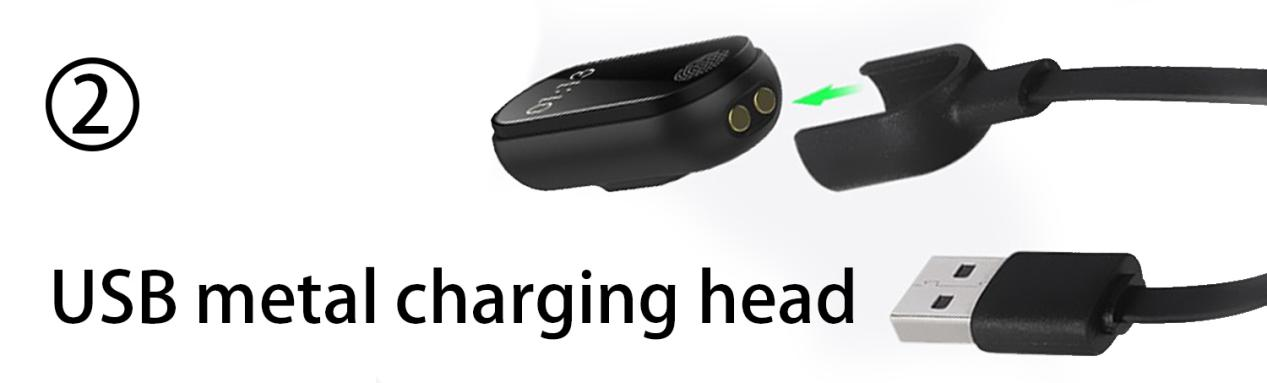 ②
USB metal charging head